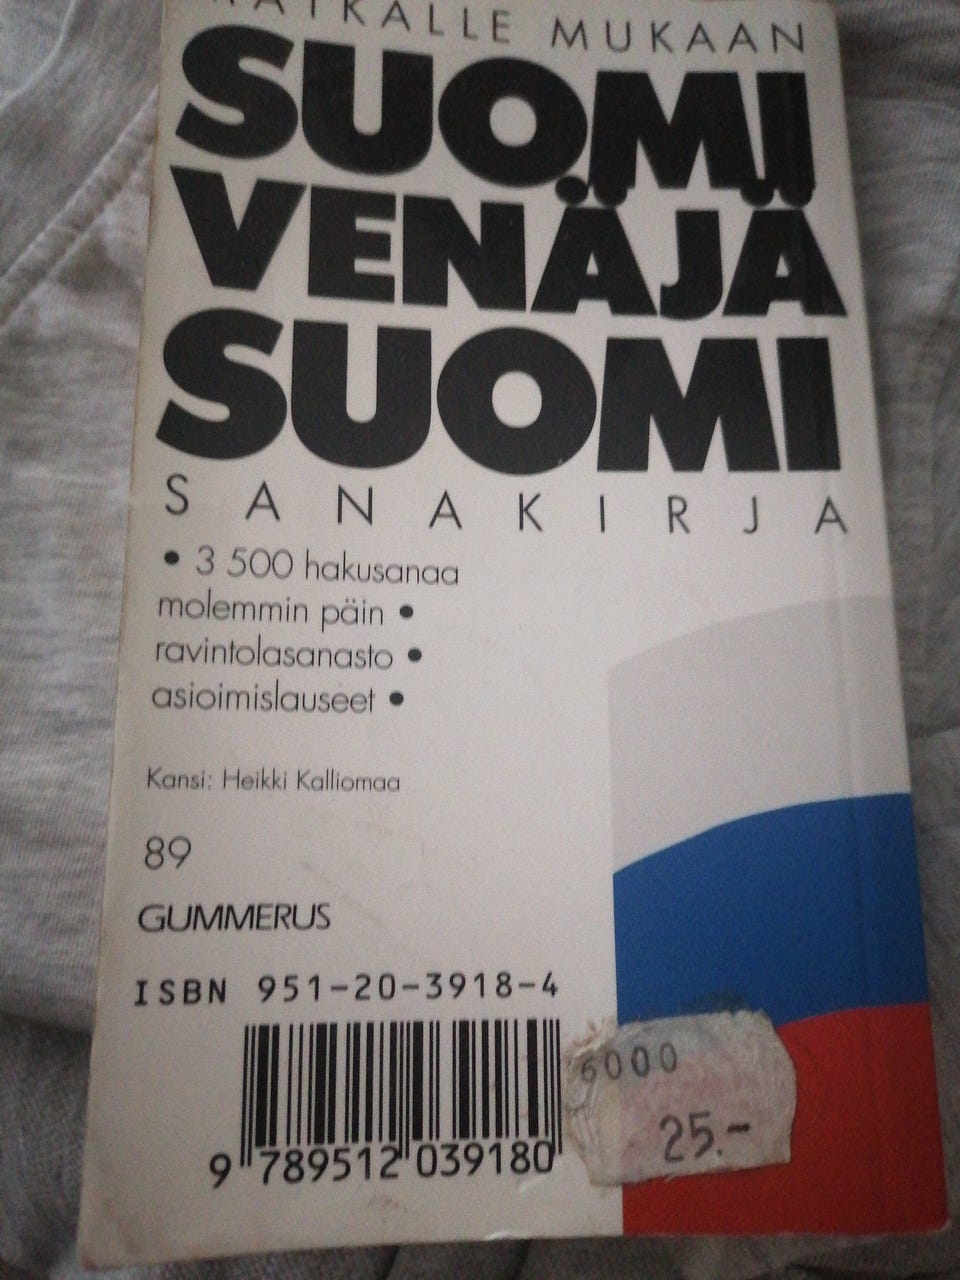 MATKALLE MUKAAN
SUOMI
VENÄJÄ
SUOMI
SANAKIRJA
• 3 500 hakusanaa
molemmin päin •
ravintolasanasto •
asioimislauseet •
Kansi: Heikki Kalliomaa
89
GUMMERUS
ISBN 951-20-3918-4
9 789512 039180
6000
25.-